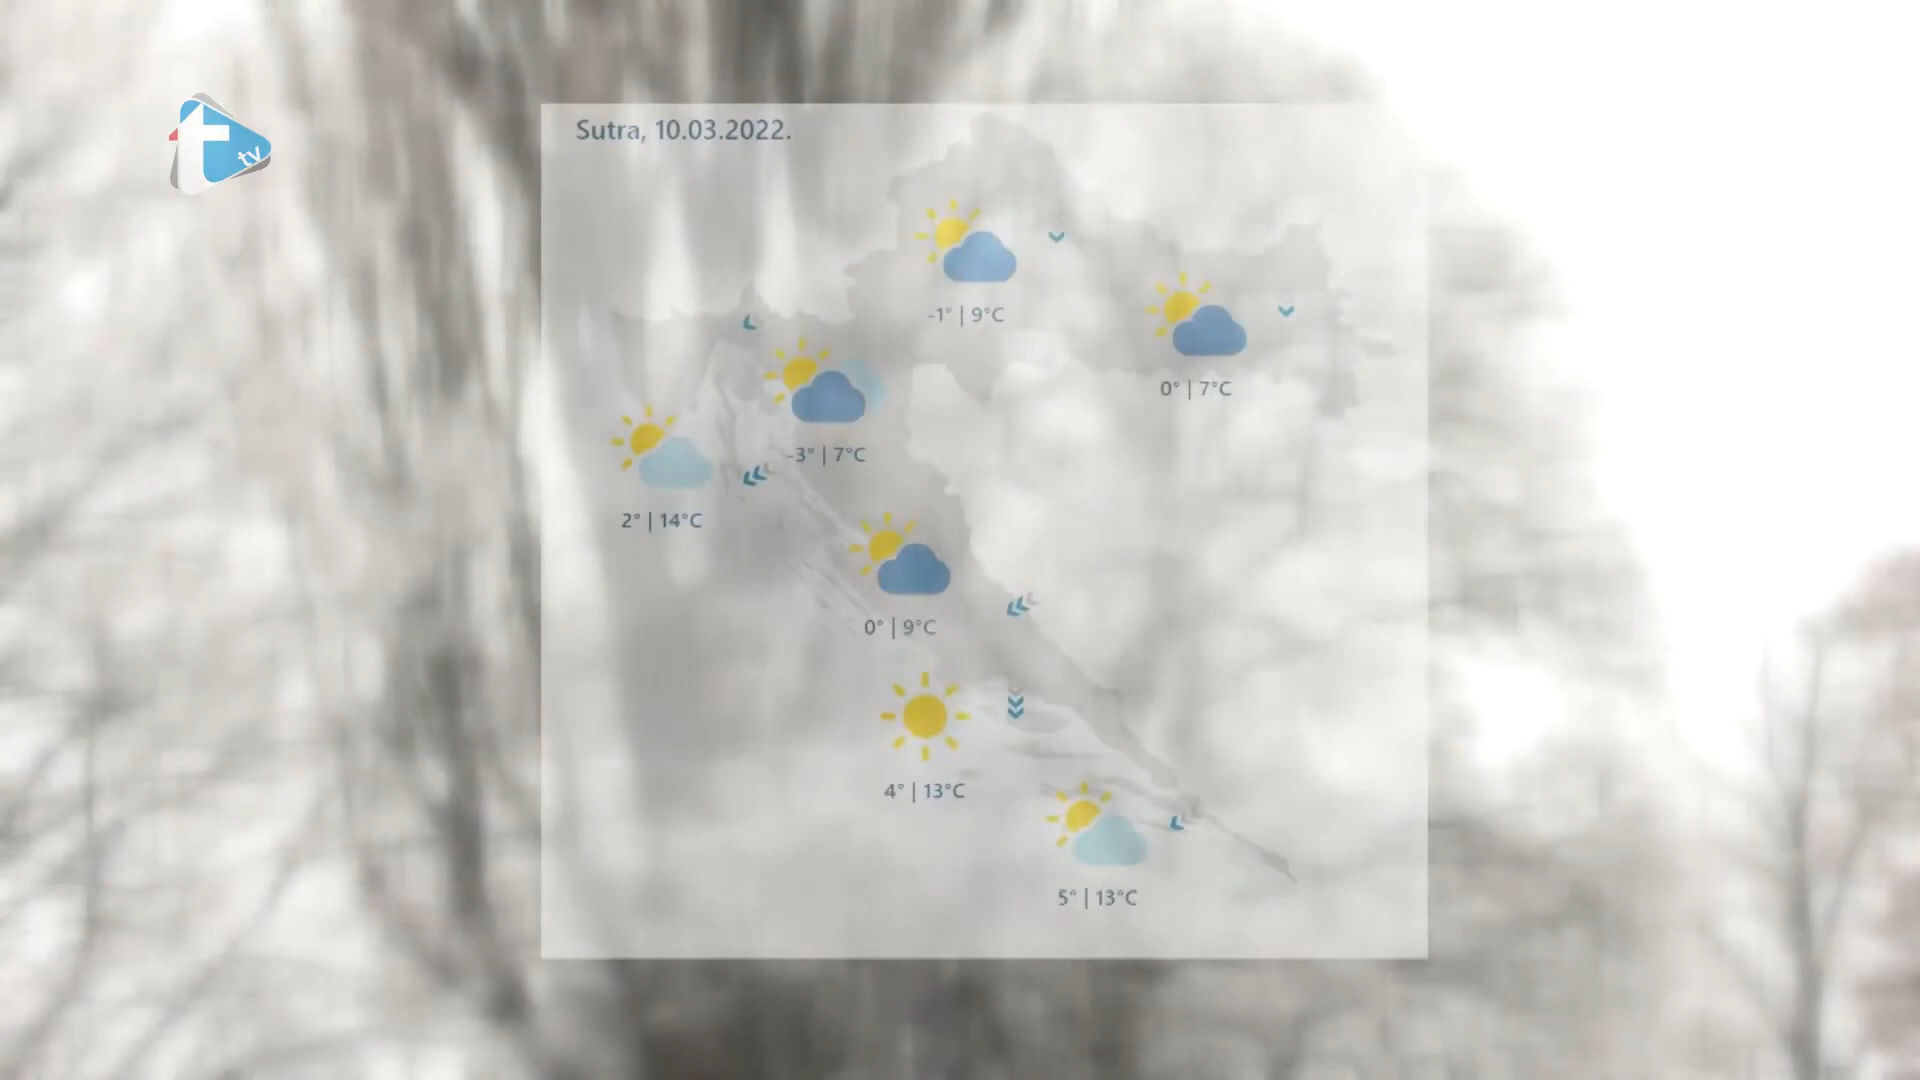 t
tv
Sutra, 10.03.2022.
-1° | 9°C
0° | 7°C
-3° | 7°C
2° | 14°C
0° | 9°C
4° | 13°C
5° | 13°C